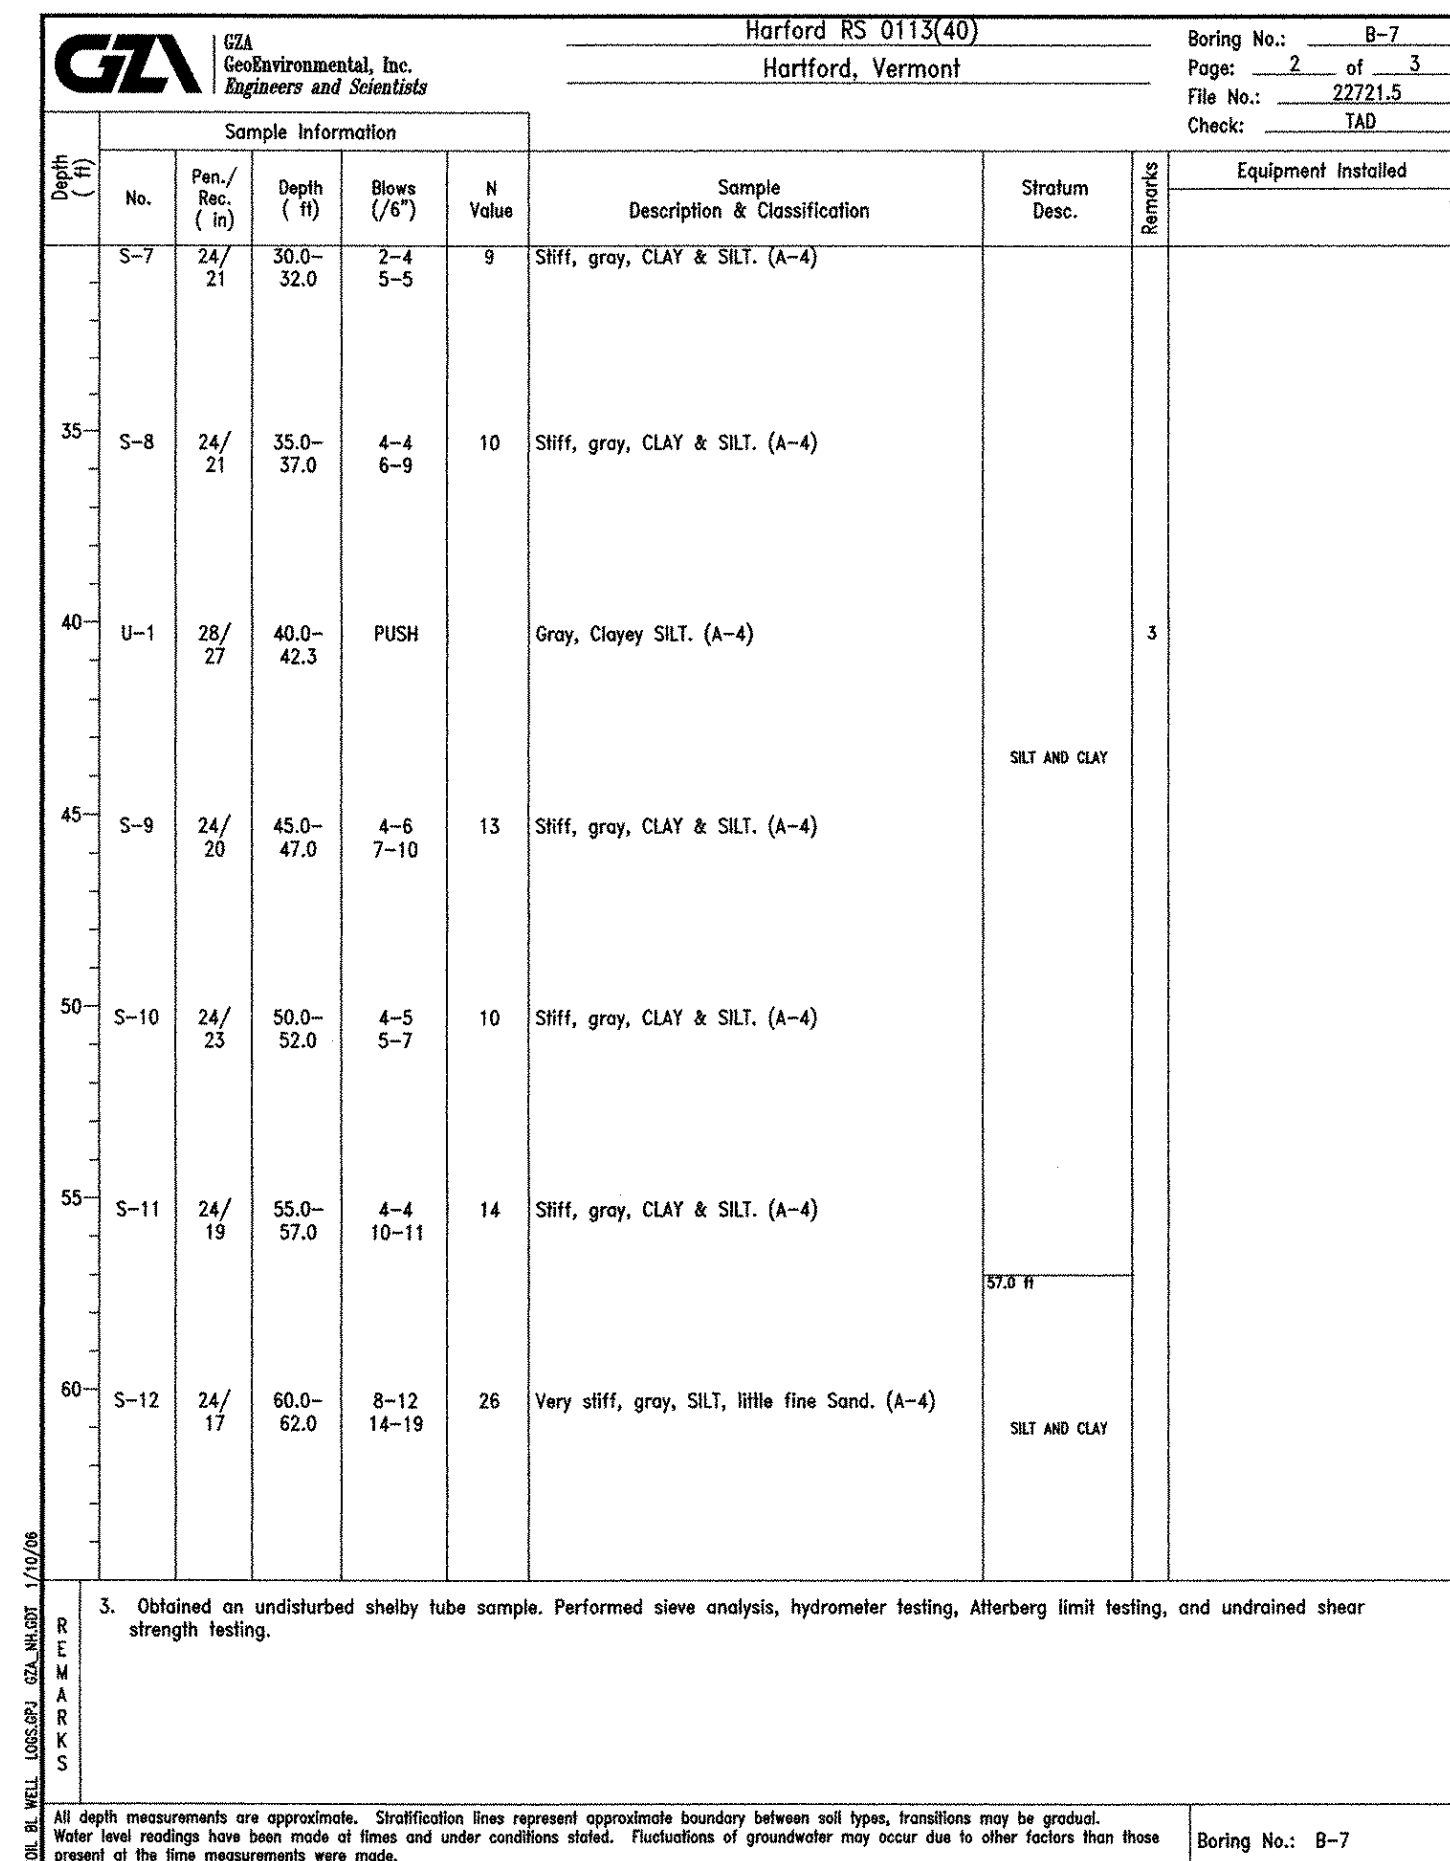 GZA
GZA
GeoEnvironmental, Inc.
Engineers and Scientists
Harford RS 0113(40)
Hartford, Vermont
Boring No.: B-7
Page: 2 of 3
File No.: 22721.5
Check: TAD
Sample Information
Depth ( ft)
No.
Pen./ Rec. ( in)
Depth ( ft)
Blows (/6")
N Value
Sample Description & Classification
Stratum Desc.
Remarks
Equipment Installed
S-7 24/ 30.0- 2-4 9 Stiff, gray, CLAY & SILT. (A-4)
21 32.0 5-5
35
S-8 24/ 35.0- 4-4 10 Stiff, gray, CLAY & SILT. (A-4)
21 37.0 6-9
40
U-1 28/ 40.0- PUSH Gray, Clayey SILT. (A-4) 3
27 42.3
SILT AND CLAY
45
S-9 24/ 45.0- 4-6 13 Stiff, gray, CLAY & SILT. (A-4)
20 47.0 7-10
50
S-10 24/ 50.0- 4-5 10 Stiff, gray, CLAY & SILT. (A-4)
23 52.0 5-7
55
S-11 24/ 55.0- 4-4 14 Stiff, gray, CLAY & SILT. (A-4)
19 57.0 10-11
57.0 ft
60
S-12 24/ 60.0- 8-12 26 Very stiff, gray, SILT, little fine Sand. (A-4)
17 62.0 14-19
SILT AND CLAY
REMARKS
3. Obtained an undisturbed shelby tube sample. Performed sieve analysis, hydrometer testing, Atterberg limit testing, and undrained shear
strength testing.
OIL BL WELL LOGS.GPJ GZA_NH.GDT 1/10/06
All depth measurements are approximate. Stratification lines represent approximate boundary between soil types, transitions may be gradual.
Water level readings have been made at times and under conditions stated. Fluctuations of groundwater may occur due to other factors than those
present at the time measurements were made.
Boring No.: B-7